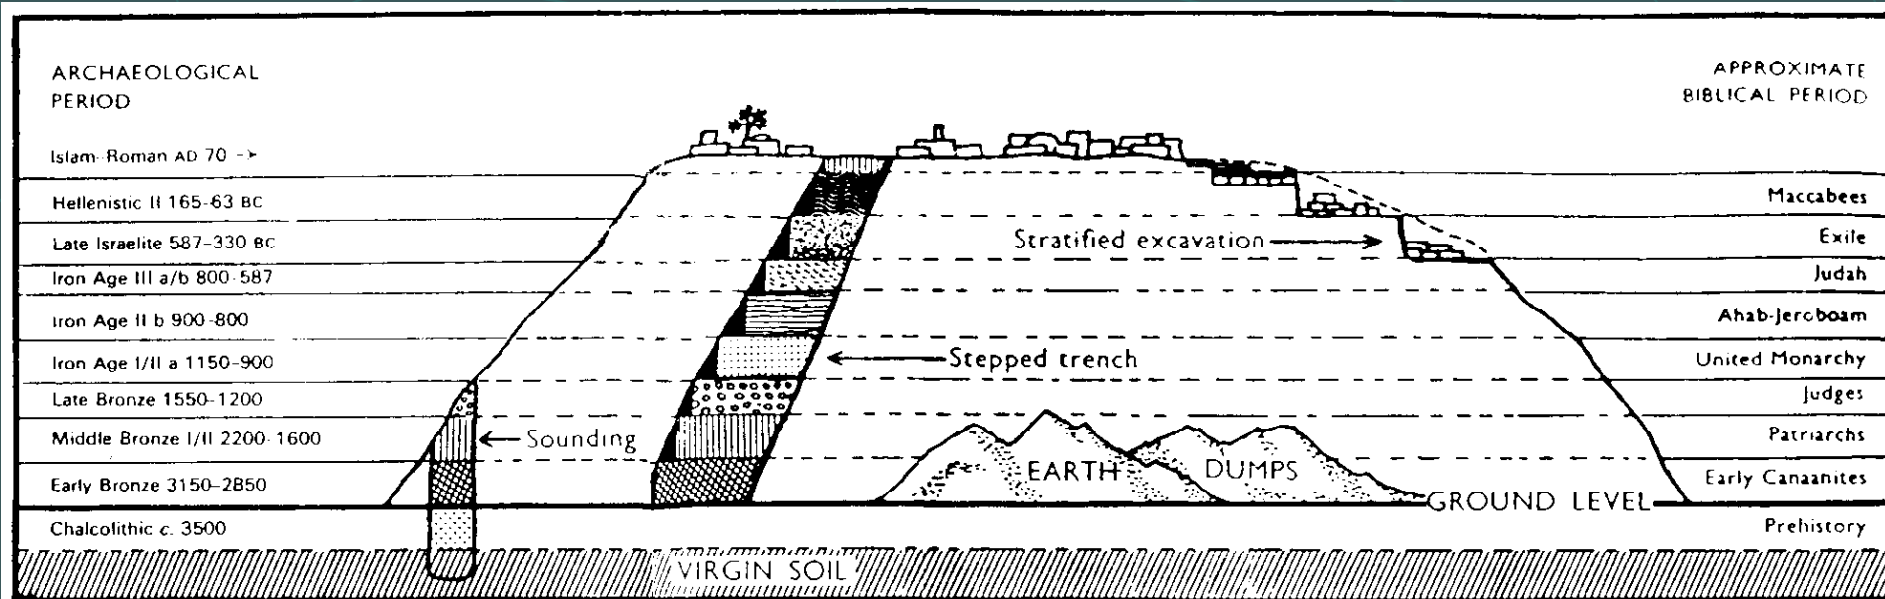 ARCHAEOLOGICAL
PERIOD
APPROXIMATE
BIBLICAL PERIOD
Islam-Roman AD 70 →
Hellenistic II 165-63 BC
Maccabees
Late Israelite 587-330 BC
Stratified excavation
Exile
Iron Age III a/b 800-587
Judah
Iron Age II b 900-800
Ahab-Jeroboam
Iron Age I/II a 1150-900
Stepped trench
United Monarchy
Late Bronze 1550-1200
Judges
Middle Bronze I/II 2200-1600
Sounding
Patriarchs
Early Bronze 3150-2850
EARTH DUMPS
Early Canaanites
GROUND LEVEL
Chalcolithic c. 3500
Prehistory
VIRGIN SOIL